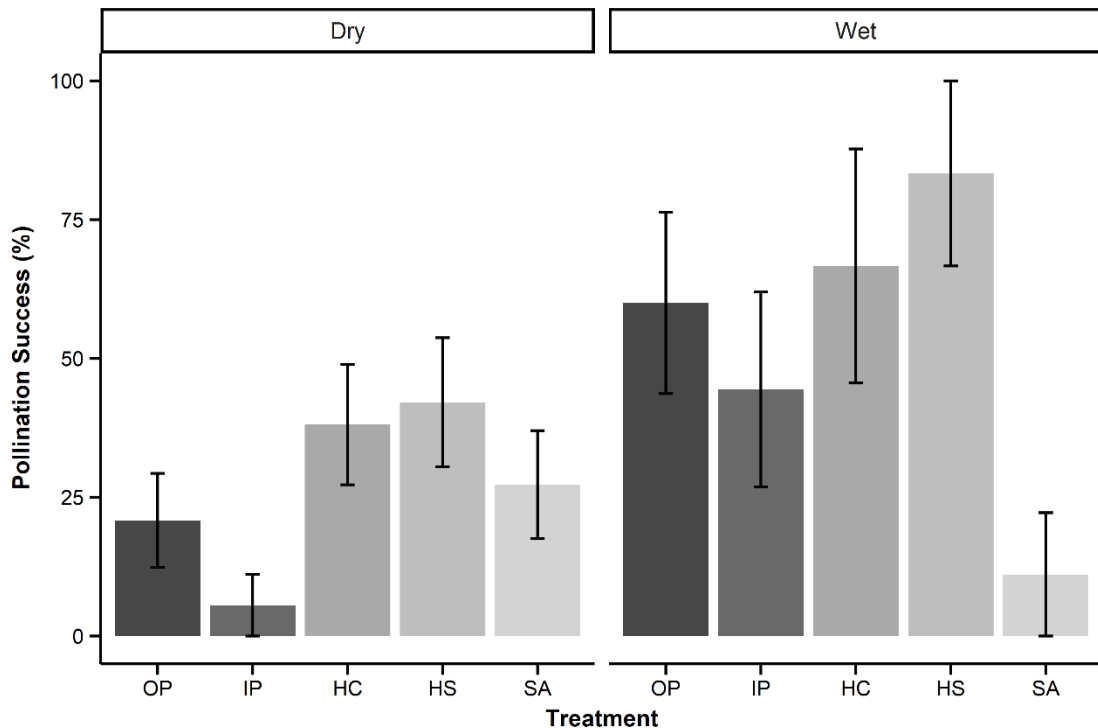 Dry
Wet
Pollination Success (%)
100
75
50
25
0
OP IP HC HS SA
OP IP HC HS SA
Treatment